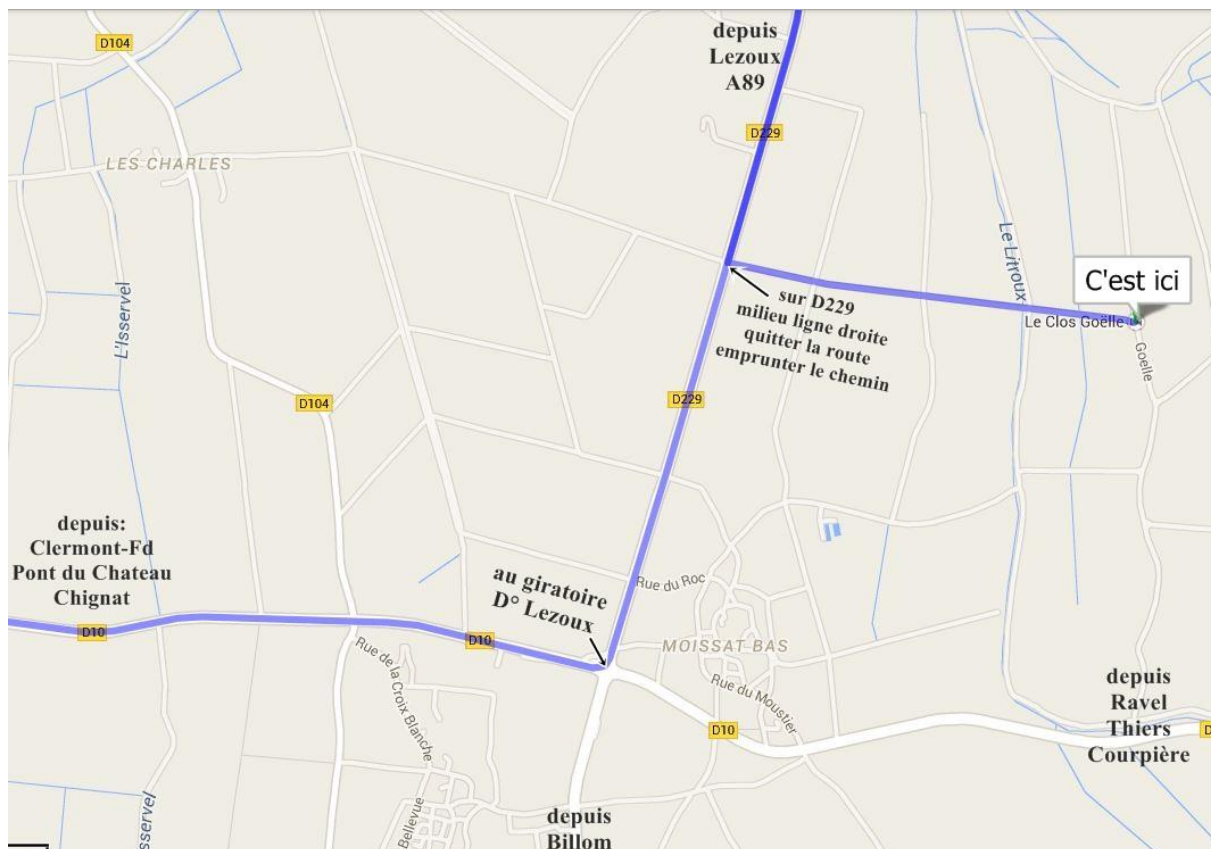 D104
depuis
Lezoux
A89
D229
LES CHARLES
L'Isservel
Le Litroux
C'est ici
Le Clos Goëlle
Goelle
sur D229
milieu ligne droite
quitter la route
emprunter le chemin
D104
D229
depuis:
Clermont-Fd
Pont du Chateau
Chignat
D10
au giratoire
D° Lezoux
Rue du Roc
D10
MOISSAT BAS
Rue de la Croix Blanche
Rue du Moustier
D10
depuis
Ravel
Thiers
Courpière
D
Bellevue
sservel
depuis
Billom